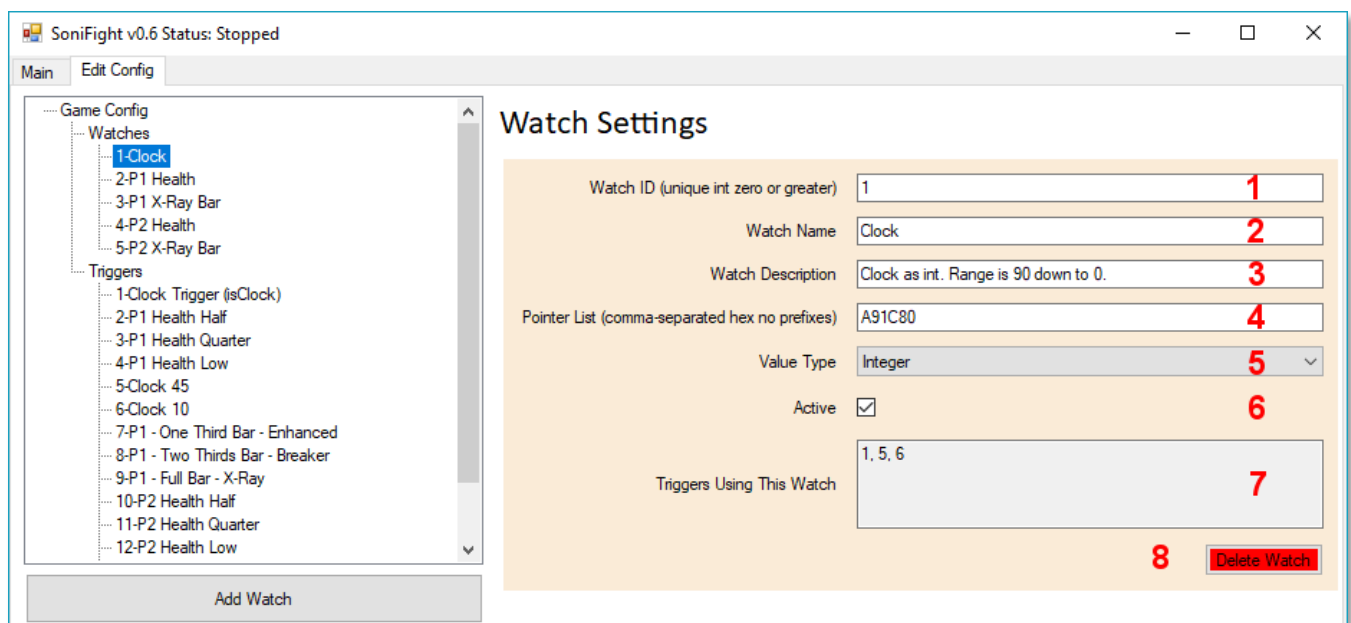 SoniFight v0.6 Status: Stopped
Main
Edit Config
Game Config
Watches
1-Clock
2-P1 Health
3-P1 X-Ray Bar
4-P2 Health
5-P2 X-Ray Bar
Triggers
1-Clock Trigger (isClock)
2-P1 Health Half
3-P1 Health Quarter
4-P1 Health Low
5-Clock 45
6-Clock 10
7-P1 - One Third Bar - Enhanced
8-P1 - Two Thirds Bar - Breaker
9-P1 - Full Bar - X-Ray
10-P2 Health Half
11-P2 Health Quarter
12-P2 Health Low
Add Watch
Watch Settings
Watch ID (unique int zero or greater) 1 1
Watch Name Clock 2
Watch Description Clock as int. Range is 90 down to 0. 3
Pointer List (comma-separated hex no prefixes) A91C80 4
Value Type Integer 5
Active 6
Triggers Using This Watch 1, 5, 6 7
8 Delete Watch